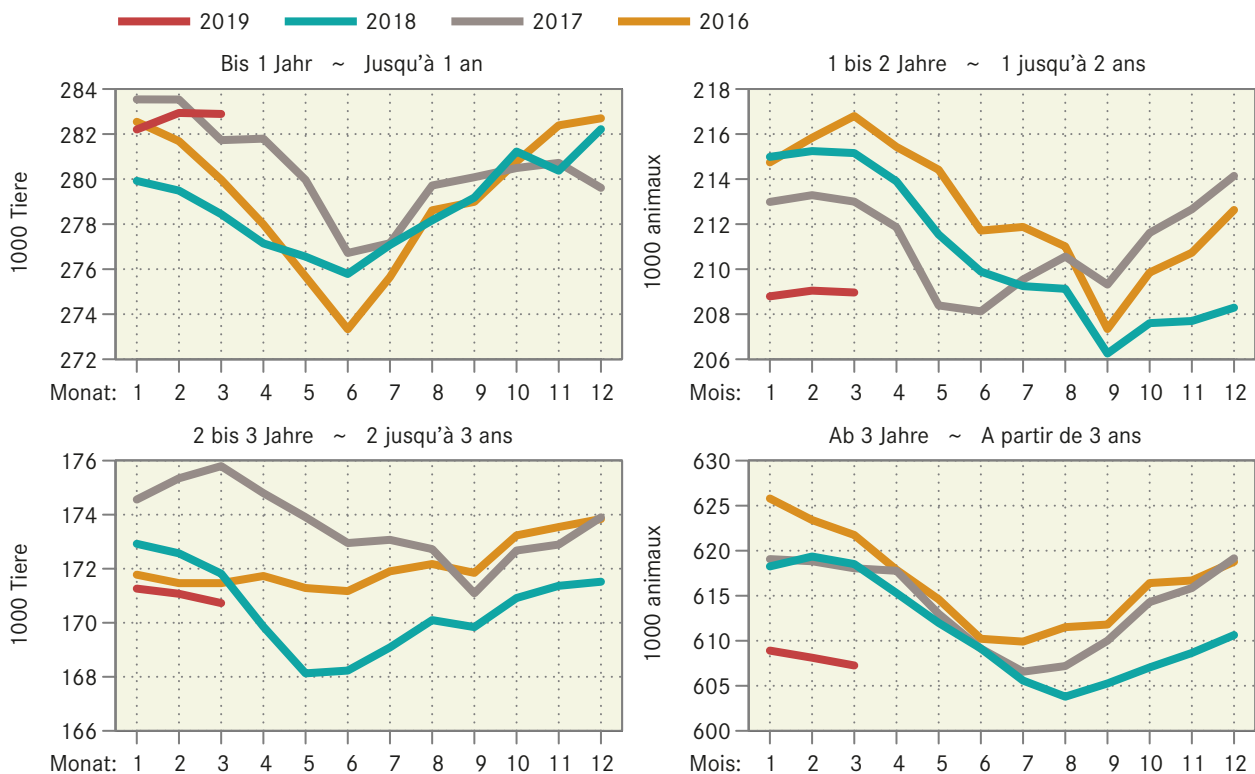 2019 2018 2017 2016
Bis 1 Jahr ~ Jusqu'à 1 an
1000 Tiere
284
282
280
278
276
274
272
Monat: 1 2 3 4 5 6 7 8 9 10 11 12
1 bis 2 Jahre ~ 1 jusqu'à 2 ans
1000 animaux
218
216
214
212
210
208
206
Mois: 1 2 3 4 5 6 7 8 9 10 11 12
2 bis 3 Jahre ~ 2 jusqu'à 3 ans
1000 Tiere
176
174
172
170
168
166
Monat: 1 2 3 4 5 6 7 8 9 10 11 12
Ab 3 Jahre ~ A partir de 3 ans
1000 animaux
630
625
620
615
610
605
600
Mois: 1 2 3 4 5 6 7 8 9 10 11 12